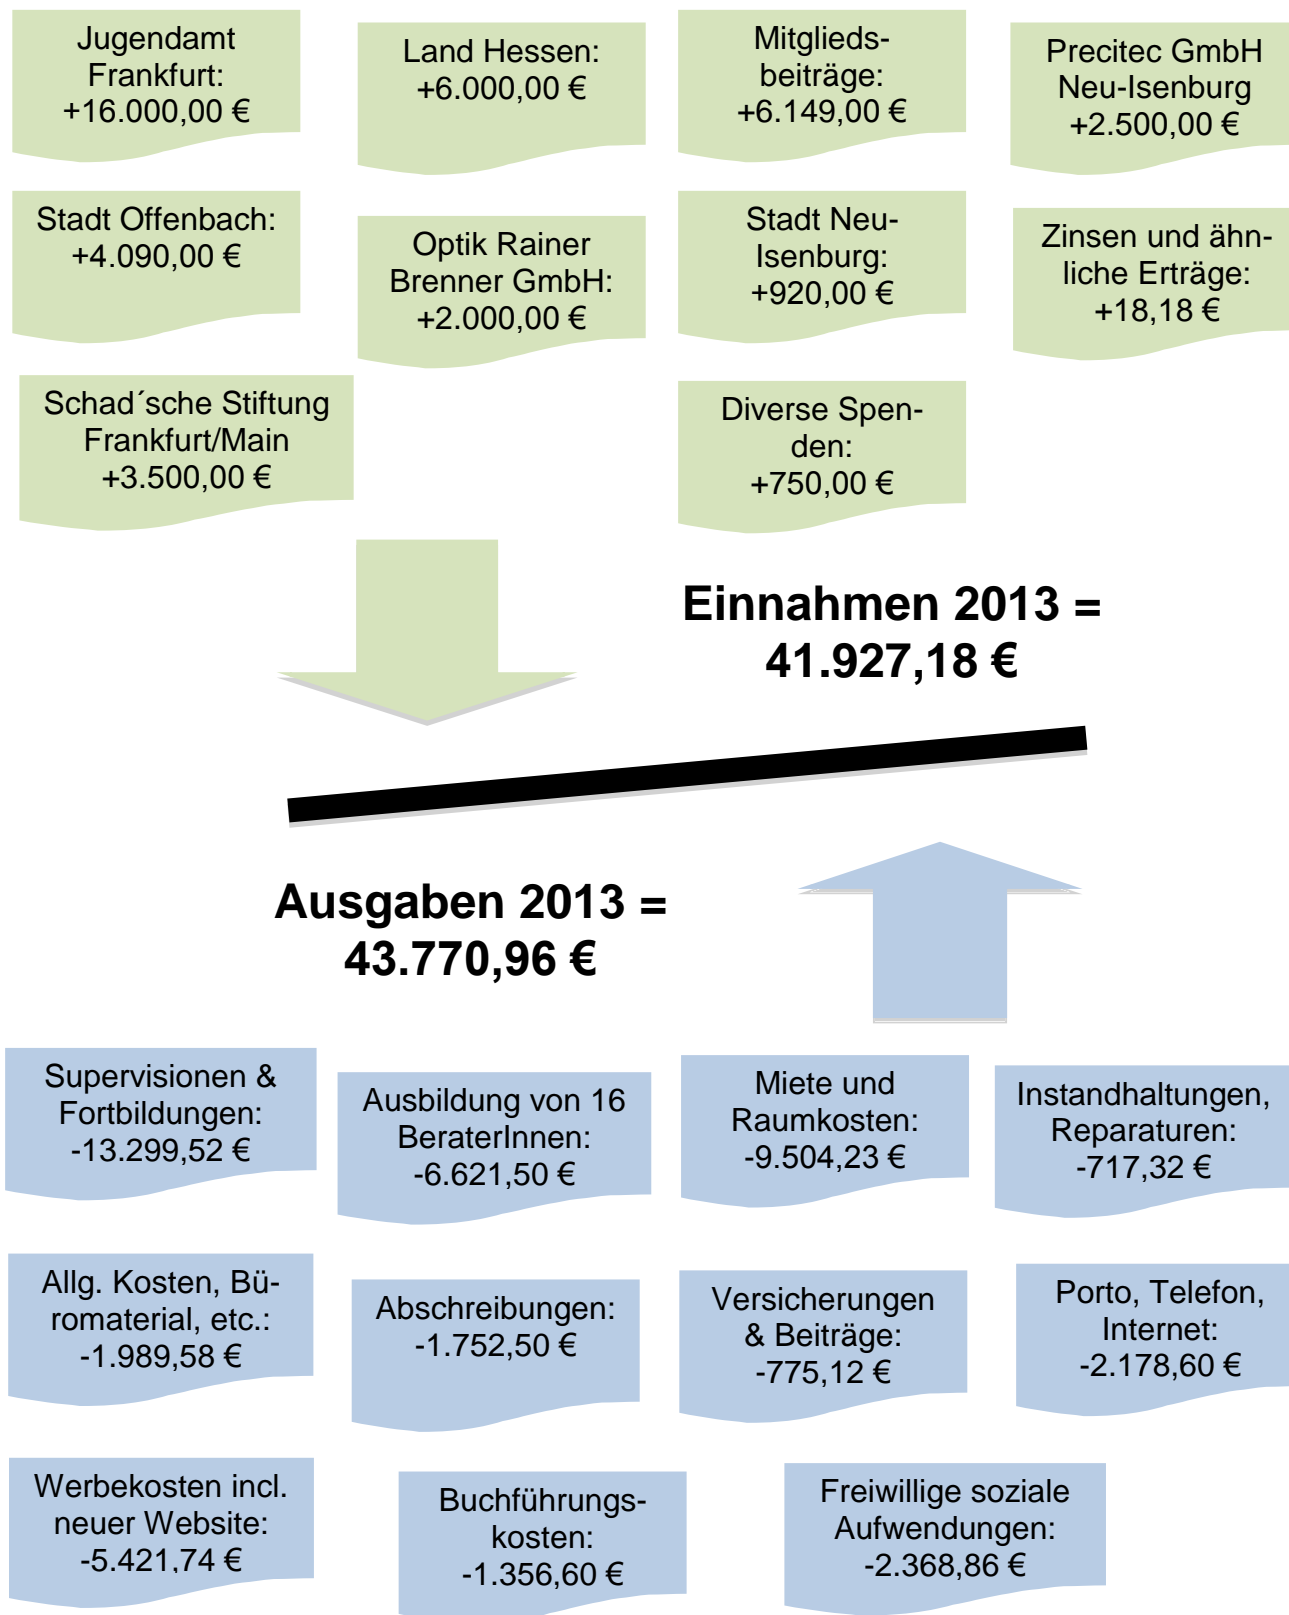 Jugendamt
Frankfurt:
+16.000,00 €
Land Hessen:
+6.000,00 €
Mitglieds-
beiträge:
+6.149,00 €
Precitec GmbH
Neu-Isenburg
+2.500,00 €
Stadt Offenbach:
+4.090,00 €
Optik Rainer
Brenner GmbH:
+2.000,00 €
Stadt Neu-
Isenburg:
+920,00 €
Zinsen und ähn-
liche Erträge:
+18,18 €
Schad´sche Stiftung
Frankfurt/Main
+3.500,00 €
Diverse Spen-
den:
+750,00 €
Einnahmen 2013 =
41.927,18 €
Ausgaben 2013 =
43.770,96 €
Supervisionen &
Fortbildungen:
-13.299,52 €
Ausbildung von 16
BeraterInnen:
-6.621,50 €
Miete und
Raumkosten:
-9.504,23 €
Instandhaltungen,
Reparaturen:
-717,32 €
Allg. Kosten, Bü-
romaterial, etc.:
-1.989,58 €
Abschreibungen:
-1.752,50 €
Versicherungen
& Beiträge:
-775,12 €
Porto, Telefon,
Internet:
-2.178,60 €
Werbekosten incl.
neuer Website:
-5.421,74 €
Buchführungs-
kosten:
-1.356,60 €
Freiwillige soziale
Aufwendungen:
-2.368,86 €